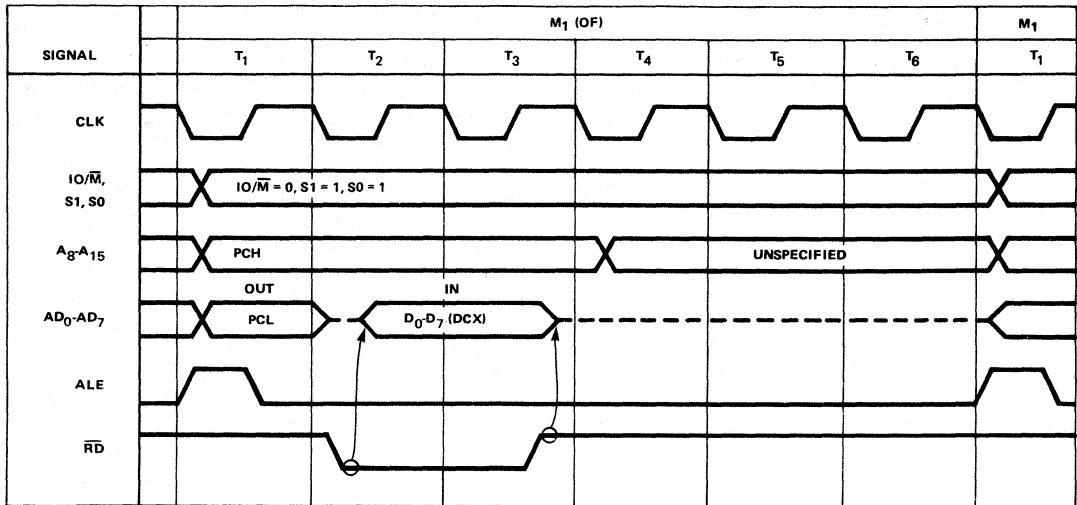 SIGNAL
M₁ (OF)
M₁
T₁ T₂ T₃ T₄ T₅ T₆ T₁
CLK
IO/M̅,
S1, S0
IO/M̅ = 0, S1 = 1, S0 = 1
A₈-A₁₅
PCH
UNSPECIFIED
OUT
IN
AD₀-AD₇
PCL
D₀-D₇ (DCX)
ALE
R̅D̅